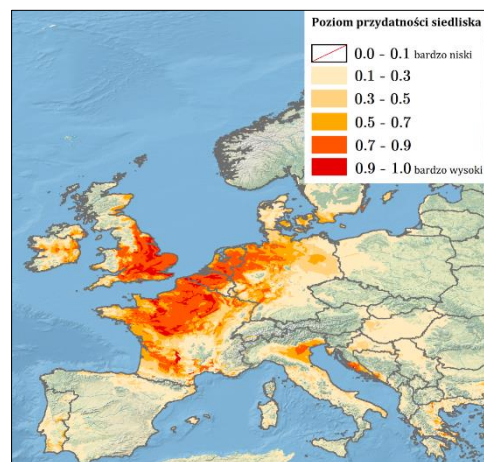 Poziom przydatności siedliska
0.0 - 0.1 bardzo niski
0.1 - 0.3
0.3 - 0.5
0.5 - 0.7
0.7 - 0.9
0.9 - 1.0 bardzo wysoki